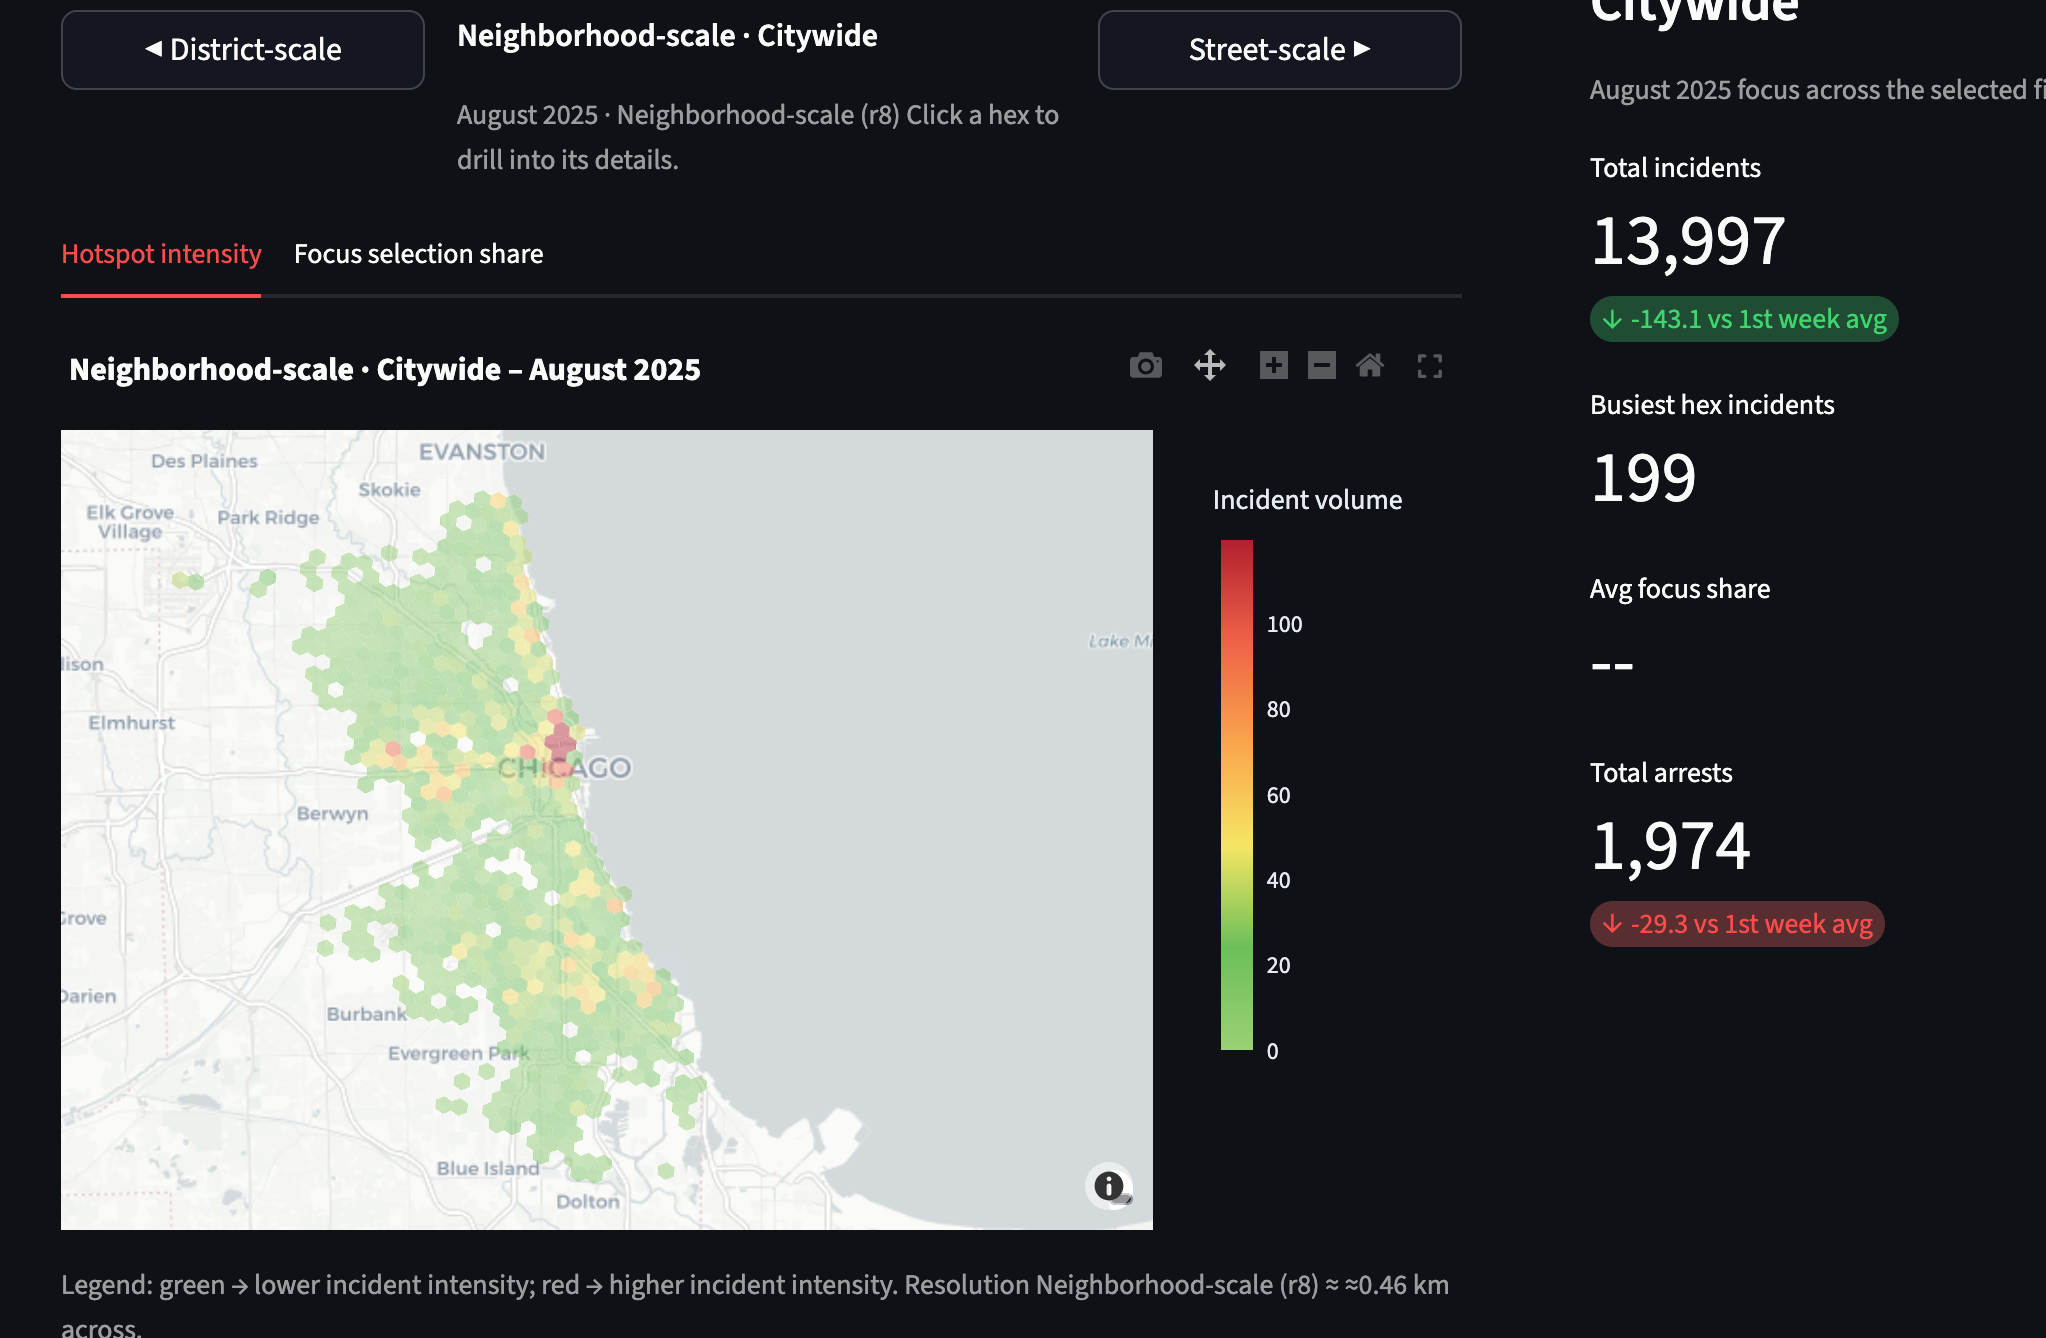 ◄ District-scale
Neighborhood-scale · Citywide
Street-scale ►
August 2025 · Neighborhood-scale (r8) Click a hex to
drill into its details.
Hotspot intensity
Focus selection share
Neighborhood-scale · Citywide – August 2025
EVANSTON
Des Plaines
Skokie
Elk Grove
Village
Park Ridge
Lake Mi
lison
Elmhurst
CHICAGO
Berwyn
Grove
Darien
Burbank
Evergreen Park
Blue Island
Dolton
Incident volume
100
80
60
40
20
0
Legend: green → lower incident intensity; red → higher incident intensity. Resolution Neighborhood-scale (r8) ≈ ≈0.46 km
across.
Citywide
August 2025 focus across the selected fi
Total incidents
13,997
↓ -143.1 vs 1st week avg
Busiest hex incidents
199
Avg focus share
--
Total arrests
1,974
↓ -29.3 vs 1st week avg